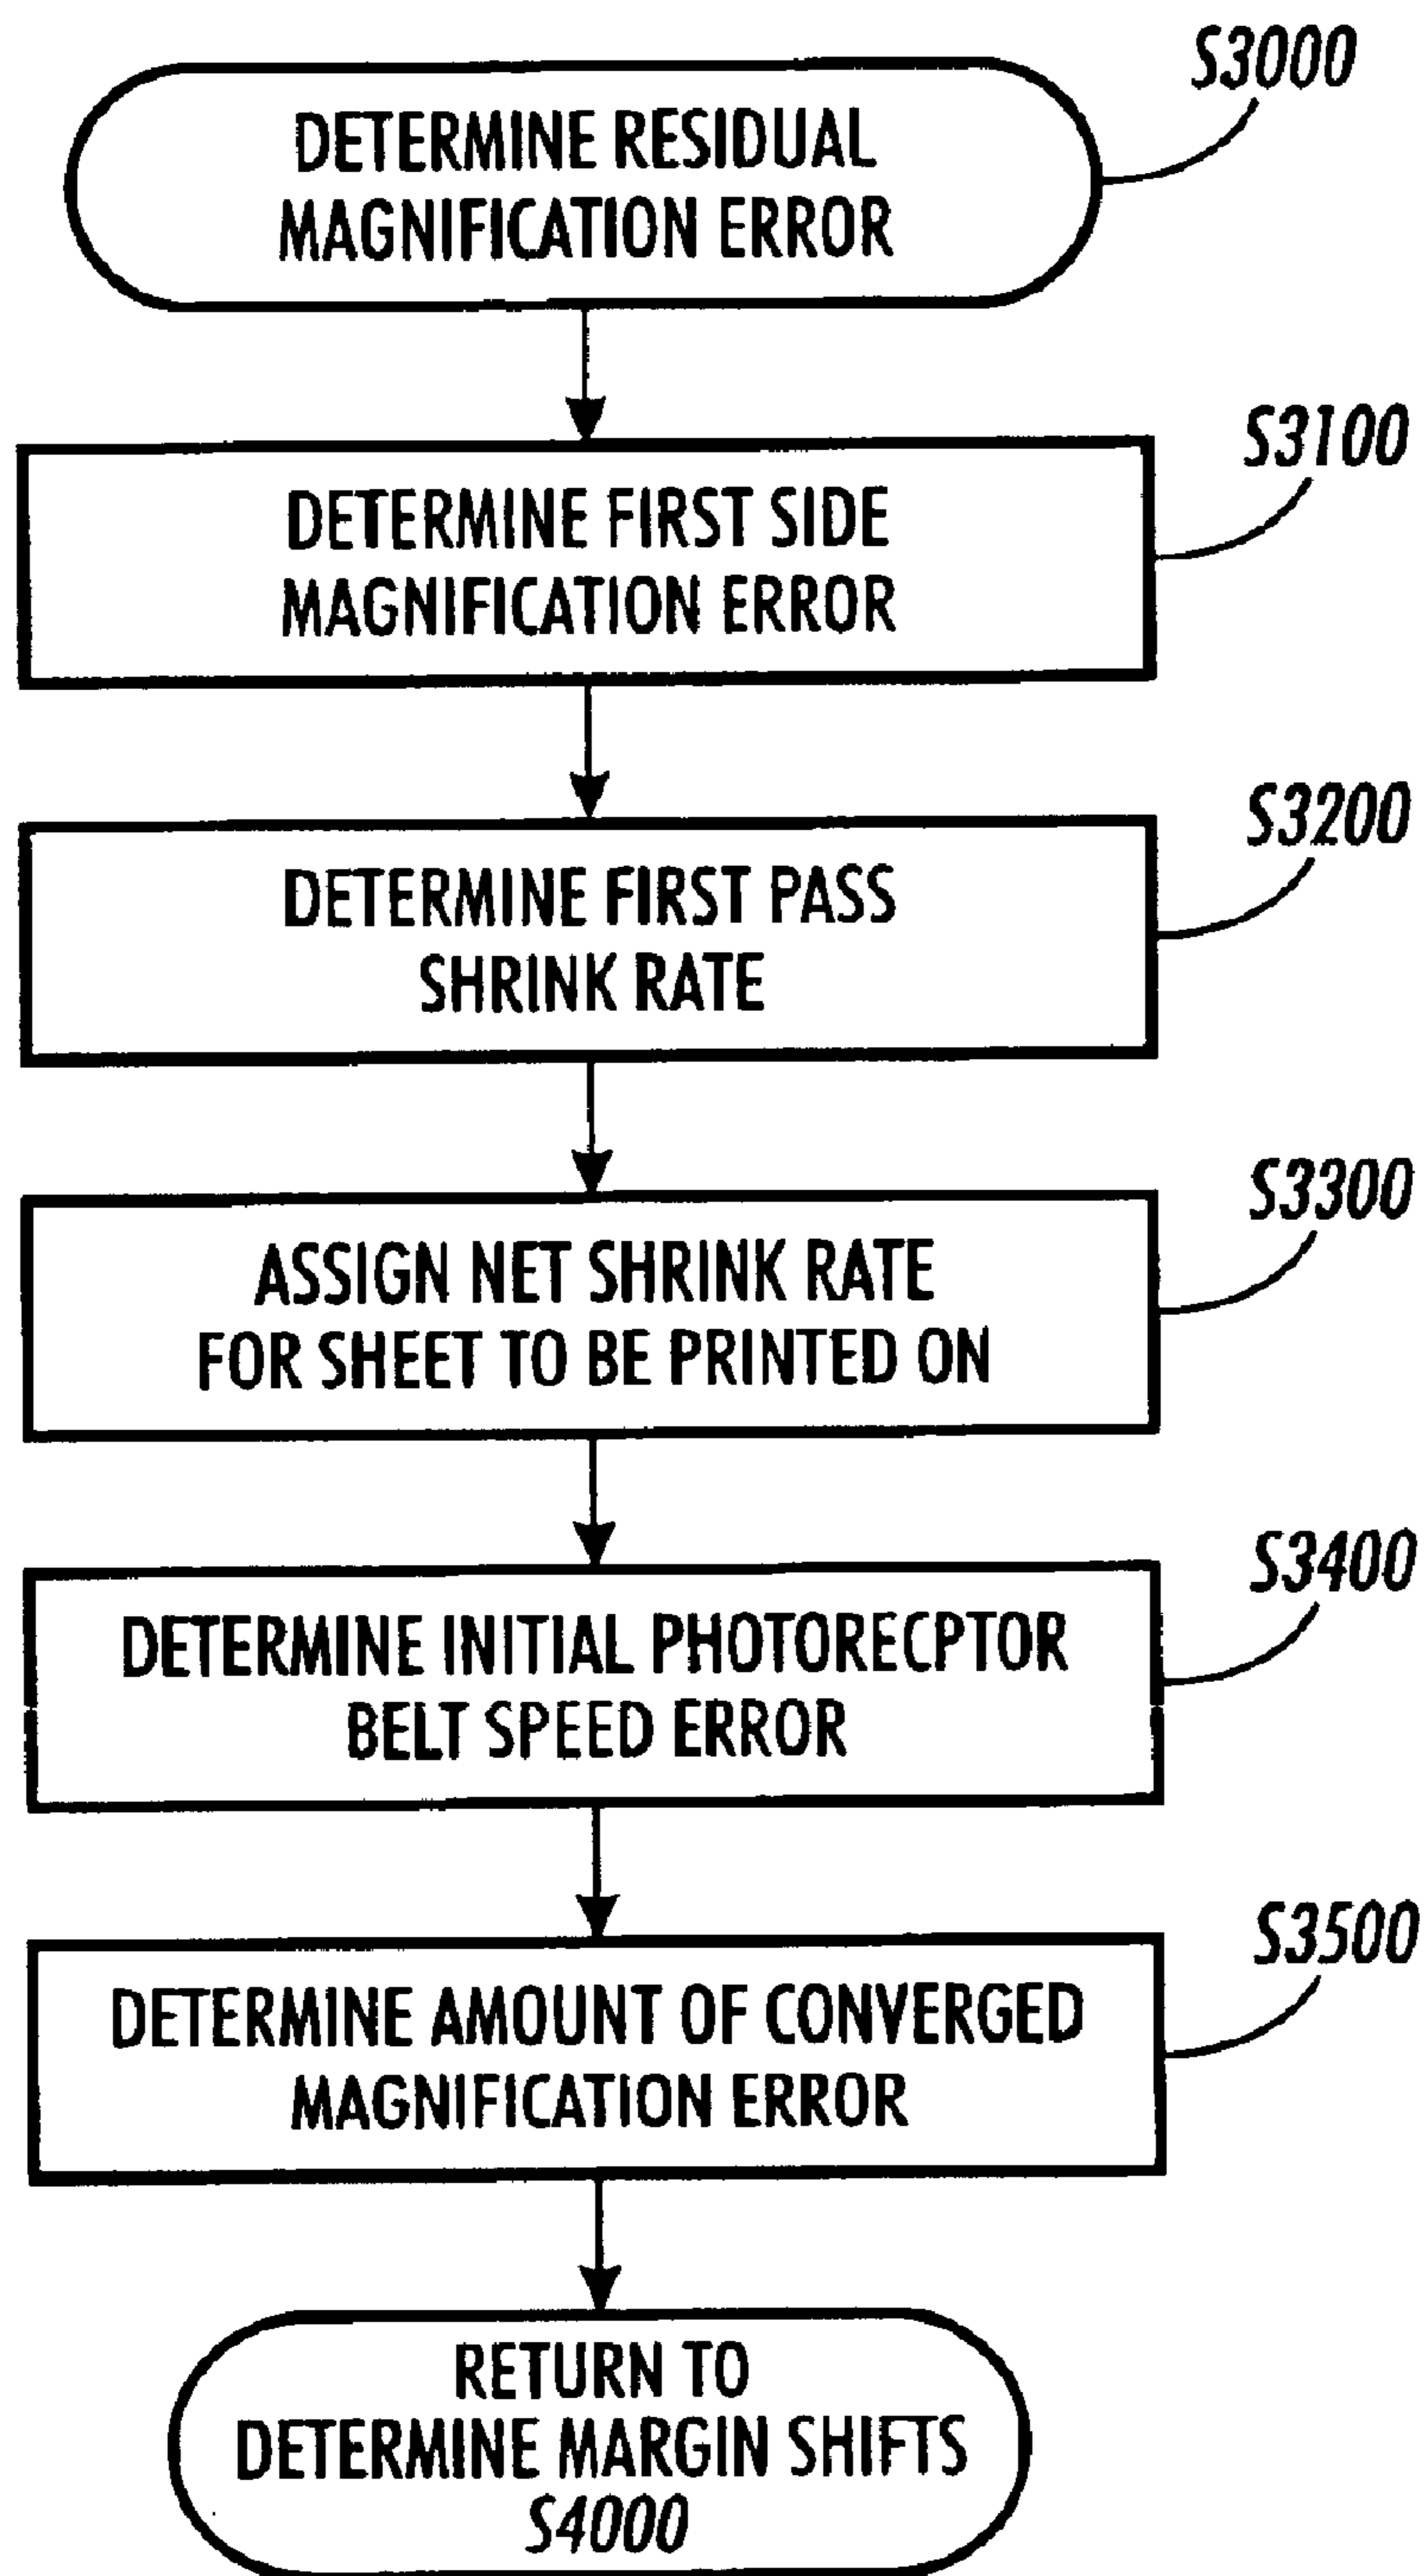 S3000
DETERMINE RESIDUAL
MAGNIFICATION ERROR
S3100
DETERMINE FIRST SIDE
MAGNIFICATION ERROR
S3200
DETERMINE FIRST PASS
SHRINK RATE
S3300
ASSIGN NET SHRINK RATE
FOR SHEET TO BE PRINTED ON
S3400
DETERMINE INITIAL PHOTORECPTOR
BELT SPEED ERROR
S3500
DETERMINE AMOUNT OF CONVERGED
MAGNIFICATION ERROR
RETURN TO
DETERMINE MARGIN SHIFTS
S4000